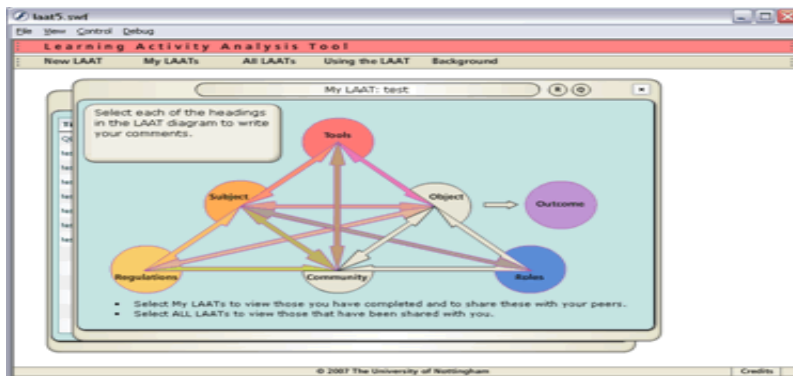 laat5.swf
File View Control Debug
Learning Activity Analysis Tool
New LAAT My LAATs All LAATs Using the LAAT Background
My LAAT: test
Select each of the headings
in the LAAT diagram to write
your comments.
Tools
Subject Object Outcome
Regulations Community Roles
• Select My LAATs to view those you have completed and to share these with your peers.
• Select ALL LAATs to view those that have been shared with you.
© 2007 The University of Nottingham Credits